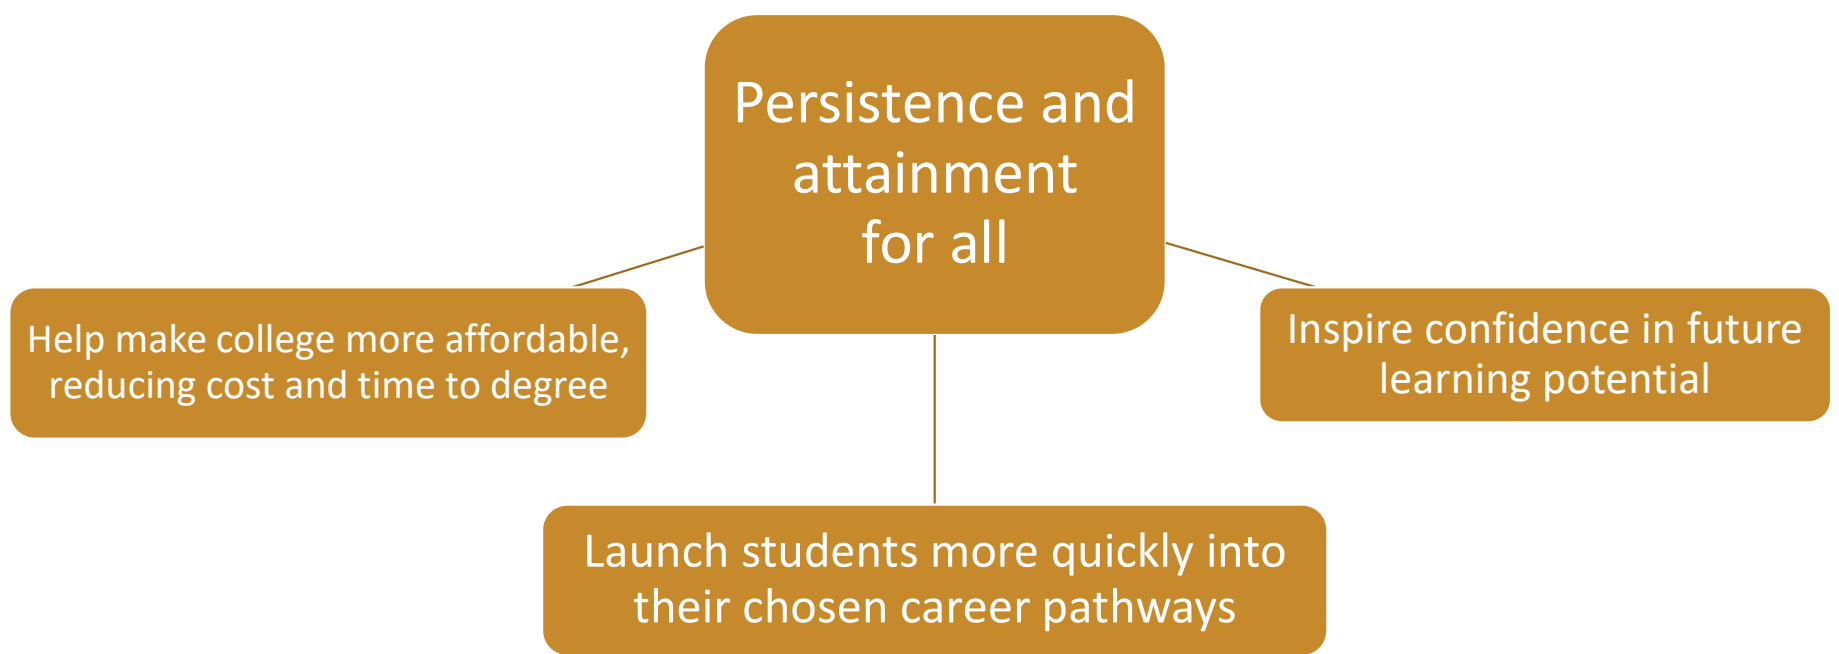 Persistence and
attainment
for all
Help make college more affordable,
reducing cost and time to degree
Inspire confidence in future
learning potential
Launch students more quickly into
their chosen career pathways